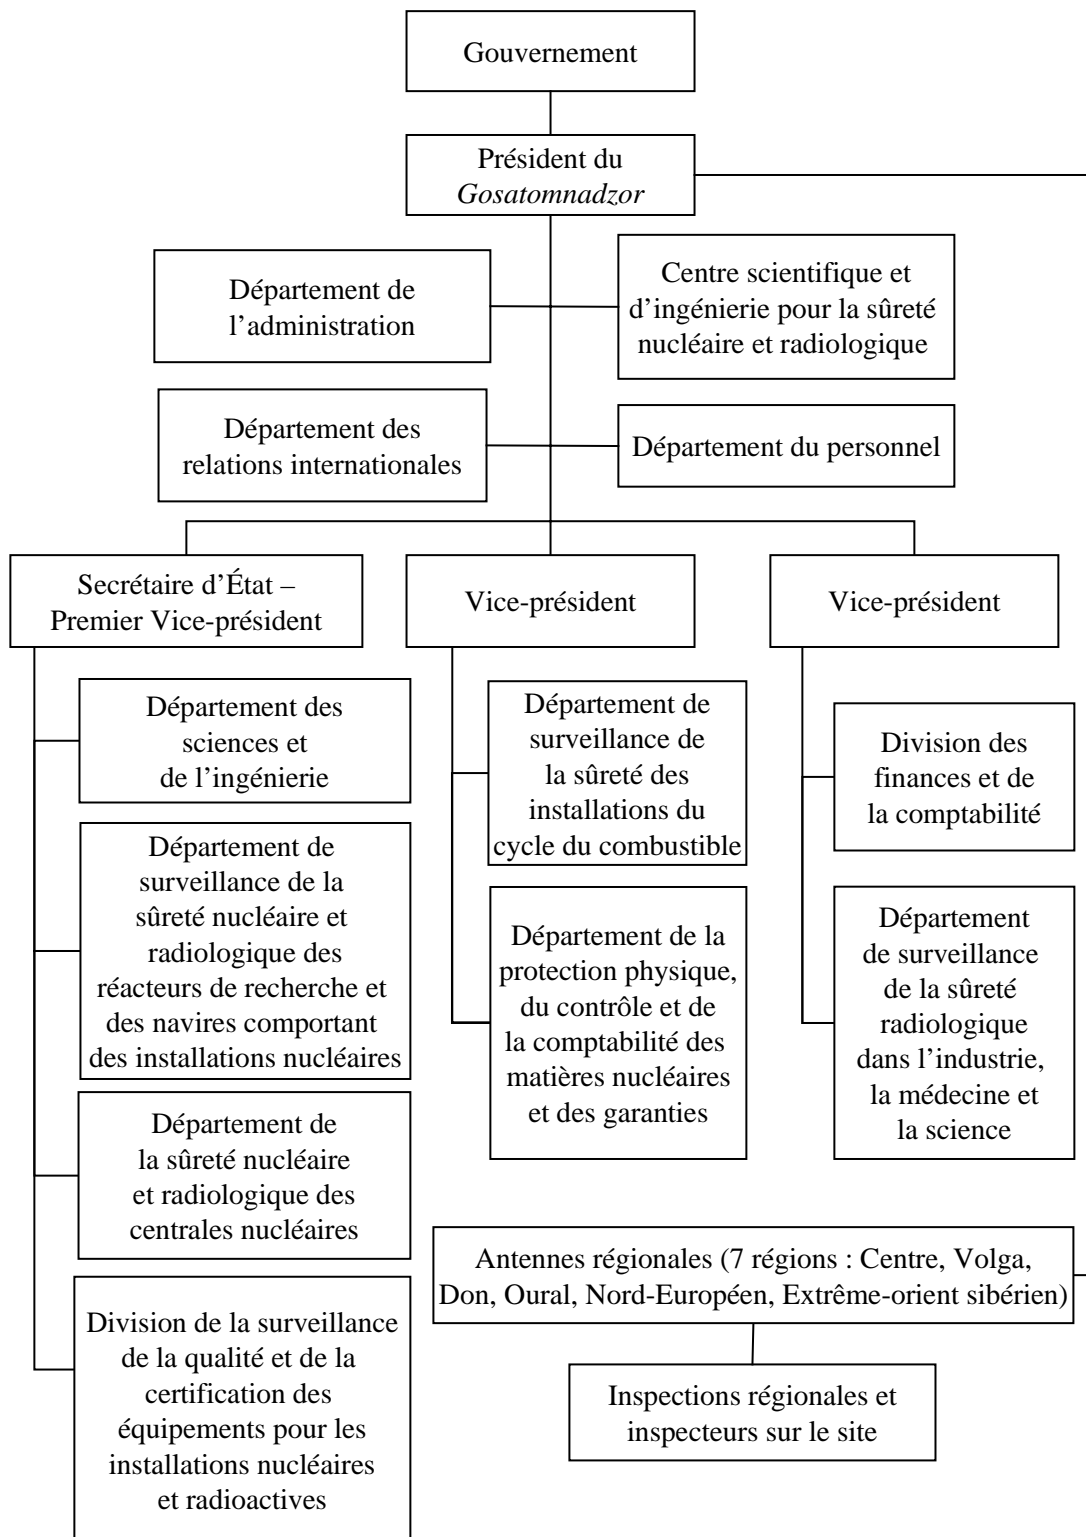 Gouvernement
Président du
Gosatomnadzor
Département de
l’administration
Centre scientifique et
d’ingénierie pour la sûreté
nucléaire et radiologique
Département des
relations internationales
Département du personnel
Secrétaire d’État –
Premier Vice-président
Vice-président
Vice-président
Département des
sciences et
de l’ingénierie
Département de
surveillance de la
sûreté nucléaire et
radiologique des
réacteurs de recherche et
des navires comportant
des installations nucléaires
Département de
la sûreté nucléaire
et radiologique des
centrales nucléaires
Division de la surveillance
de la qualité et de la
certification des
équipements pour les
installations nucléaires
et radioactives
Département de
surveillance de
la sûreté des
installations du
cycle du combustible
Département de la
protection physique,
du contrôle et de
la comptabilité des
matières nucléaires
et des garanties
Division des
finances et de
la comptabilité
Département
de surveillance
de la sûreté
radiologique
dans l’industrie,
la médecine et
la science
Antennes régionales (7 régions : Centre, Volga,
Don, Oural, Nord-Européen, Extrême-orient sibérien)
Inspections régionales et
inspecteurs sur le site